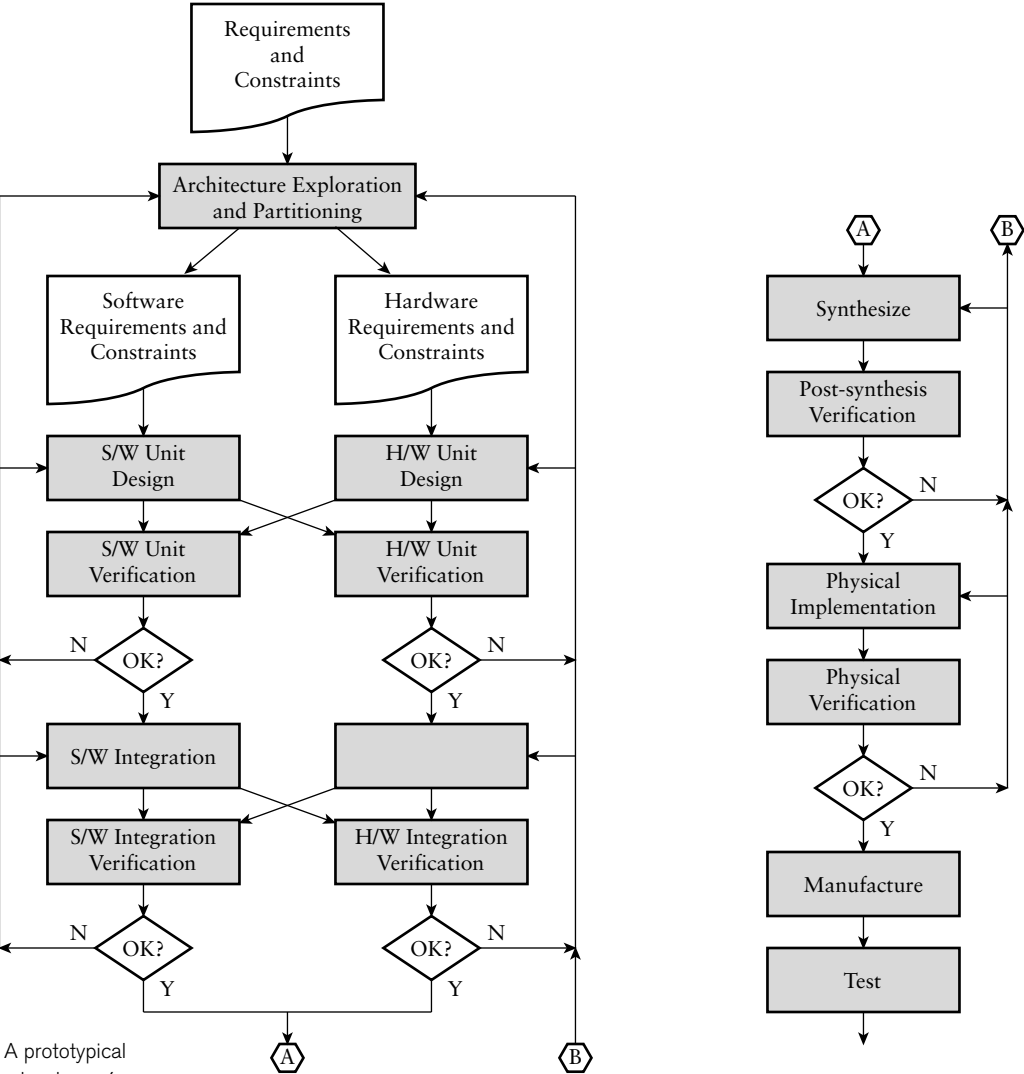 Requirements
and
Constraints
Architecture Exploration
and Partitioning
Software
Requirements and
Constraints
Hardware
Requirements and
Constraints
S/W Unit
Design
H/W Unit
Design
S/W Unit
Verification
H/W Unit
Verification
N
OK?
Y
OK?
N
Y
S/W Integration
S/W Integration
Verification
H/W Integration
Verification
N
OK?
Y
OK?
N
Y
A
B
A prototypical
A
B
Synthesize
Post-synthesis
Verification
OK?
N
Y
Physical
Implementation
Physical
Verification
OK?
N
Y
Manufacture
Test